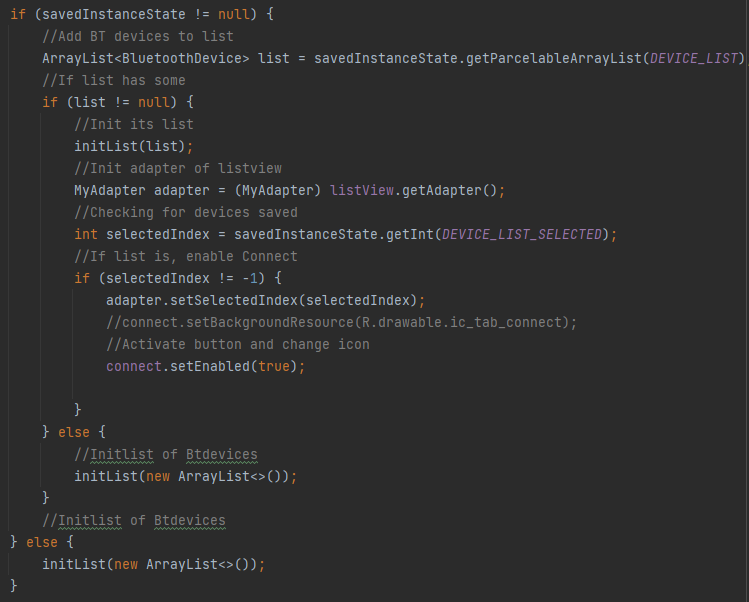 if (savedInstanceState != null) {
    //Add BT devices to list
    ArrayList<BluetoothDevice> list = savedInstanceState.getParcelableArrayList(DEVICE_LIST)
    //If list has some
    if (list != null) {
        //Init its list
        initList(list);
        //Init adapter of listview
        MyAdapter adapter = (MyAdapter) listView.getAdapter();
        //Checking for devices saved
        int selectedIndex = savedInstanceState.getInt(DEVICE_LIST_SELECTED);
        //If list is, enable Connect
        if (selectedIndex != -1) {
            adapter.setSelectedIndex(selectedIndex);
            //connect.setBackgroundResource(R.drawable.ic_tab_connect);
            //Activate button and change icon
            connect.setEnabled(true);

        }
    } else {
        //Initlist of Btdevices
        initList(new ArrayList<>());
    }
    //Initlist of Btdevices
} else {
    initList(new ArrayList<>());
}